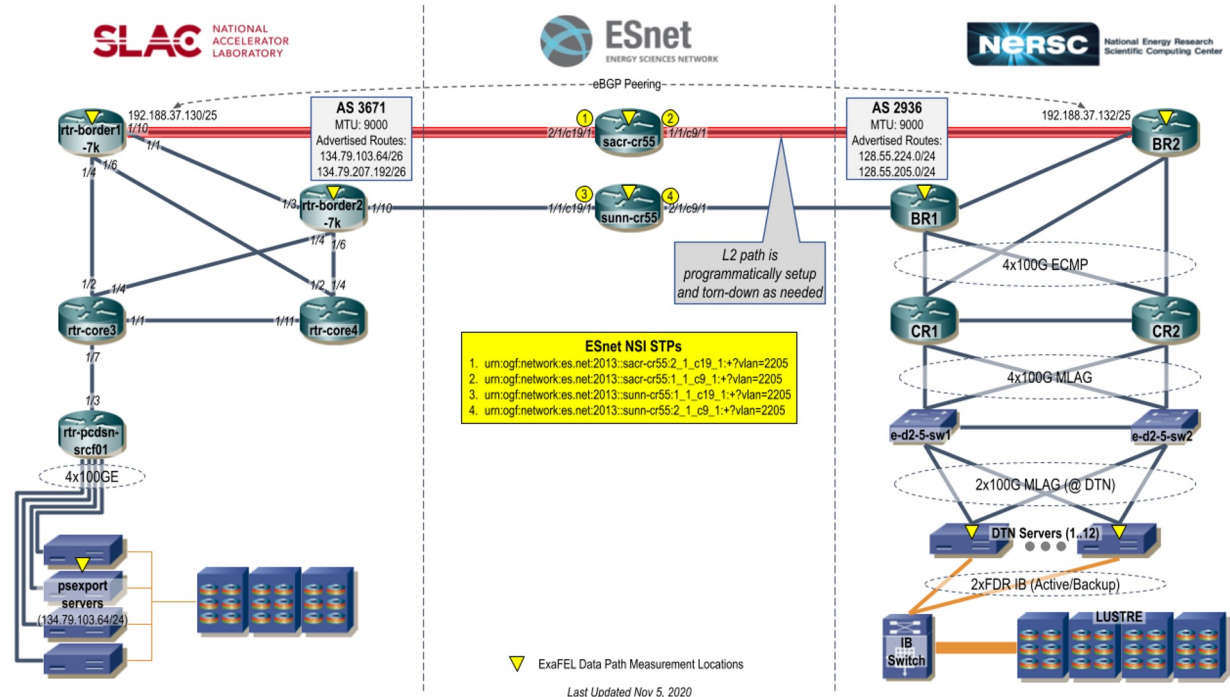 SLAC
NATIONAL
ACCELERATOR
LABORATORY
ESnet
ENERGY SCIENCES NETWORK
NERSC
National Energy Research
Scientific Computing Center
eBGP Peering
192.188.37.130/25
rtr-border1
-7k
1/10
1/1
1/6
1/4
AS 3671
MTU: 9000
Advertised Routes:
134.79.103.64/26
134.79.207.192/26
1
2/1/c19/1
sacr-cr55
2
1/1/c9/1
AS 2936
MTU: 9000
Advertised Routes:
128.55.224.0/24
128.55.205.0/24
192.188.37.132/25
BR2
1/3
rtr-border2
-7k
1/10
1/4
1/6
3
1/1/c19/1
sunn-cr55
4
2/1/c9/1
BR1
L2 path is
programmatically setup
and torn-down as needed
4x100G ECMP
1/2
1/4
rtr-core3
1/1
1/2
1/4
1/11
rtr-core4
CR1
CR2
1/7
ESnet NSI STPs
1. urn:ogf:network:es.net:2013::sacr-cr55:2_1_c19_1:+?vlan=2205
2. urn:ogf:network:es.net:2013::sacr-cr55:1_1_c9_1:+?vlan=2205
3. urn:ogf:network:es.net:2013::sunn-cr55:1_1_c19_1:+?vlan=2205
4. urn:ogf:network:es.net:2013::sunn-cr55:2_1_c9_1:+?vlan=2205
4x100G MLAG
1/3
rtr-pcdsn-
srcf01
4x100GE
e-d2-5-sw1
e-d2-5-sw2
2x100G MLAG (@ DTN)
DTN Servers (1..12)
psexport
servers
(134.79.103.64/24)
2xFDR IB (Active/Backup)
LUSTRE
IB
Switch
ExaFEL Data Path Measurement Locations
Last Updated Nov 5, 2020